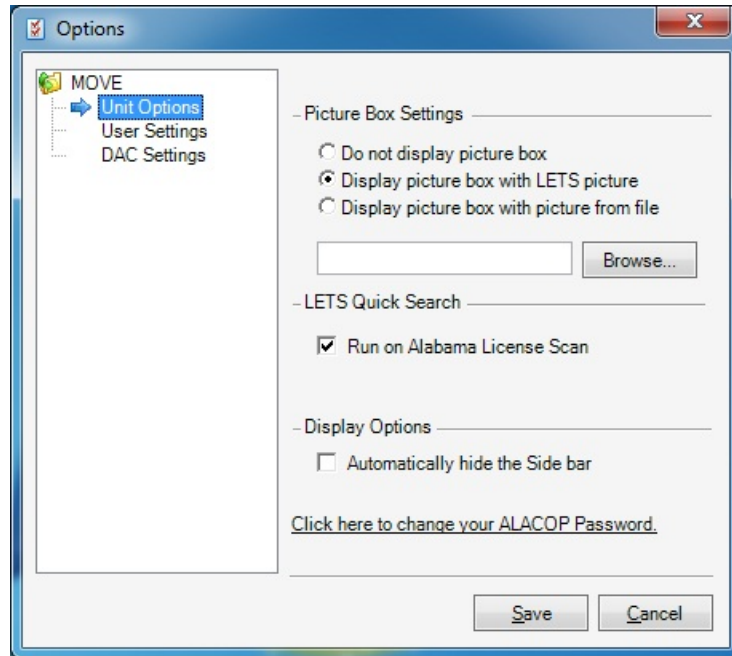 Options
MOVE
Unit Options
User Settings
DAC Settings
Picture Box Settings
Do not display picture box
Display picture box with LETS picture
Display picture box with picture from file
Browse...
LETS Quick Search
Run on Alabama License Scan
Display Options
Automatically hide the Side bar
Click here to change your ALACOP Password.
Save
Cancel